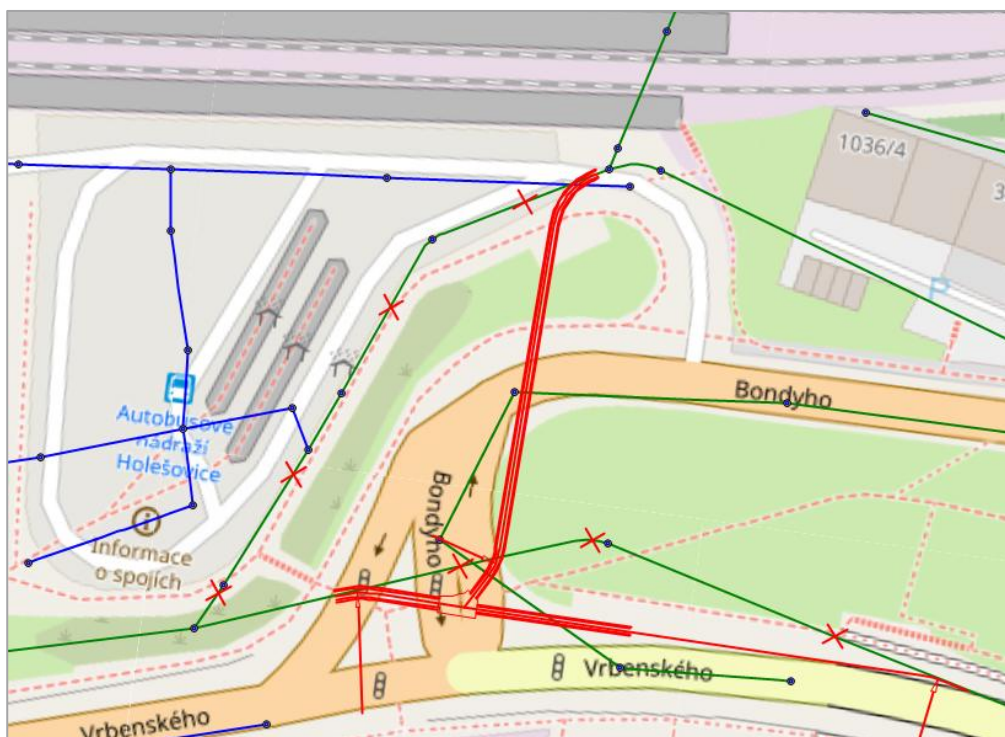 1036/4
3
P
Bondyho
Autobusové
nádraží
Holešovice
Bondyho
Informace
o spojích
Vrbenského
Vrbenského